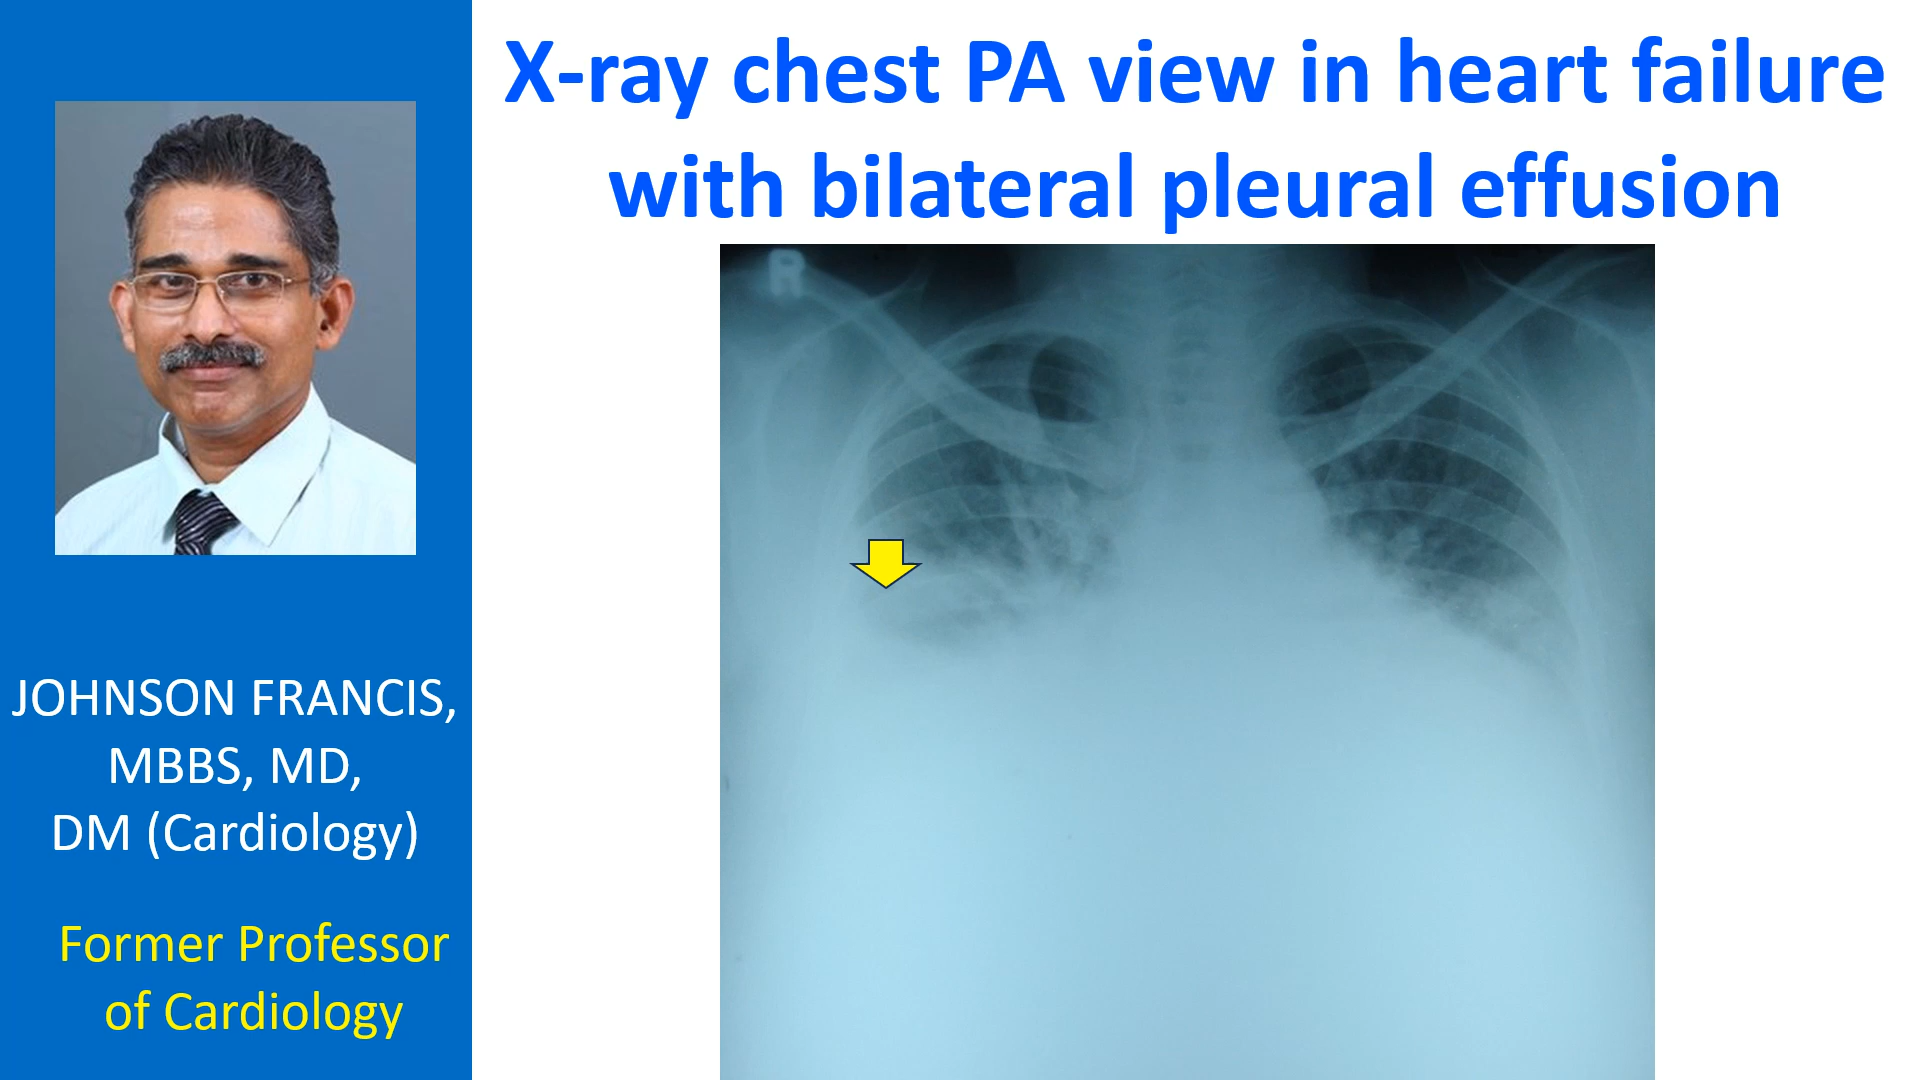 X-ray chest PA view in heart failure
with bilateral pleural effusion
R
JOHNSON FRANCIS,
MBBS, MD,
DM (Cardiology)
Former Professor
of Cardiology